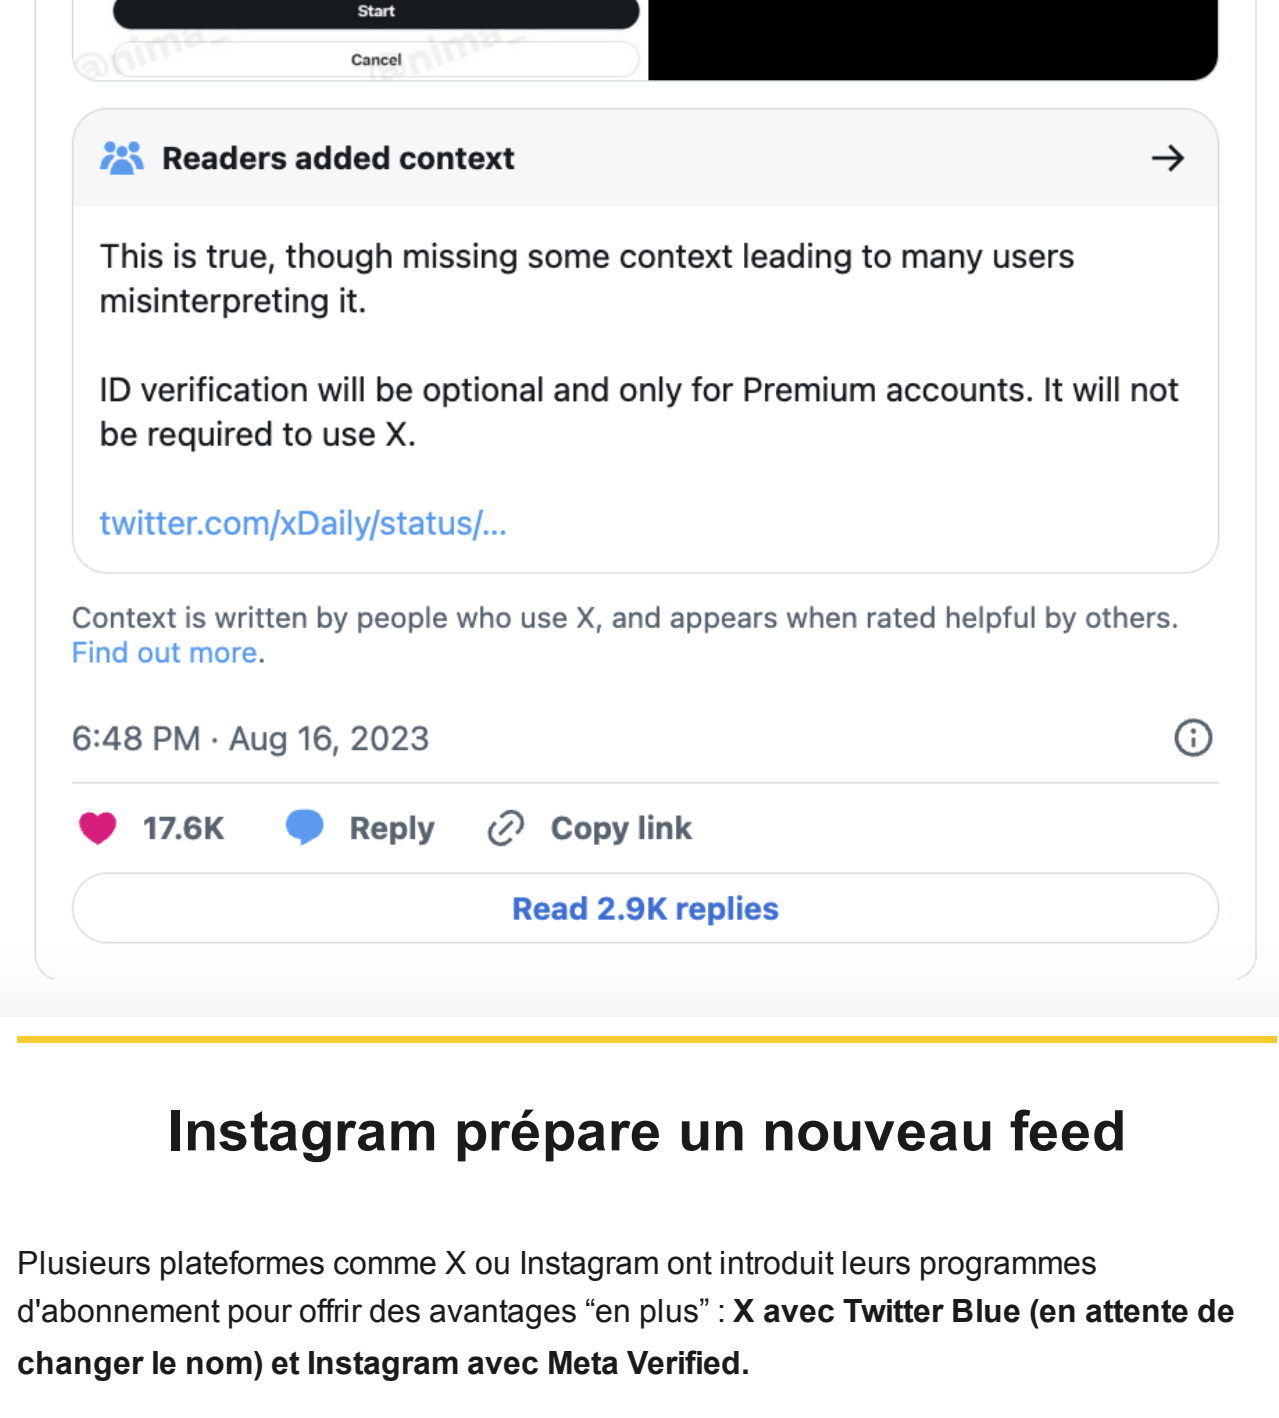 Start
@nima_
@nima_
Cancel
Readers added context
This is true, though missing some context leading to many users
misinterpreting it.
ID verification will be optional and only for Premium accounts. It will not
be required to use X.
twitter.com/xDaily/status/...
Context is written by people who use X, and appears when rated helpful by others.
Find out more.
6:48 PM · Aug 16, 2023
17.6K Reply Copy link
Read 2.9K replies
Instagram prépare un nouveau feed
Plusieurs plateformes comme X ou Instagram ont introduit leurs programmes
d'abonnement pour offrir des avantages “en plus” : X avec Twitter Blue (en attente de
changer le nom) et Instagram avec Meta Verified.